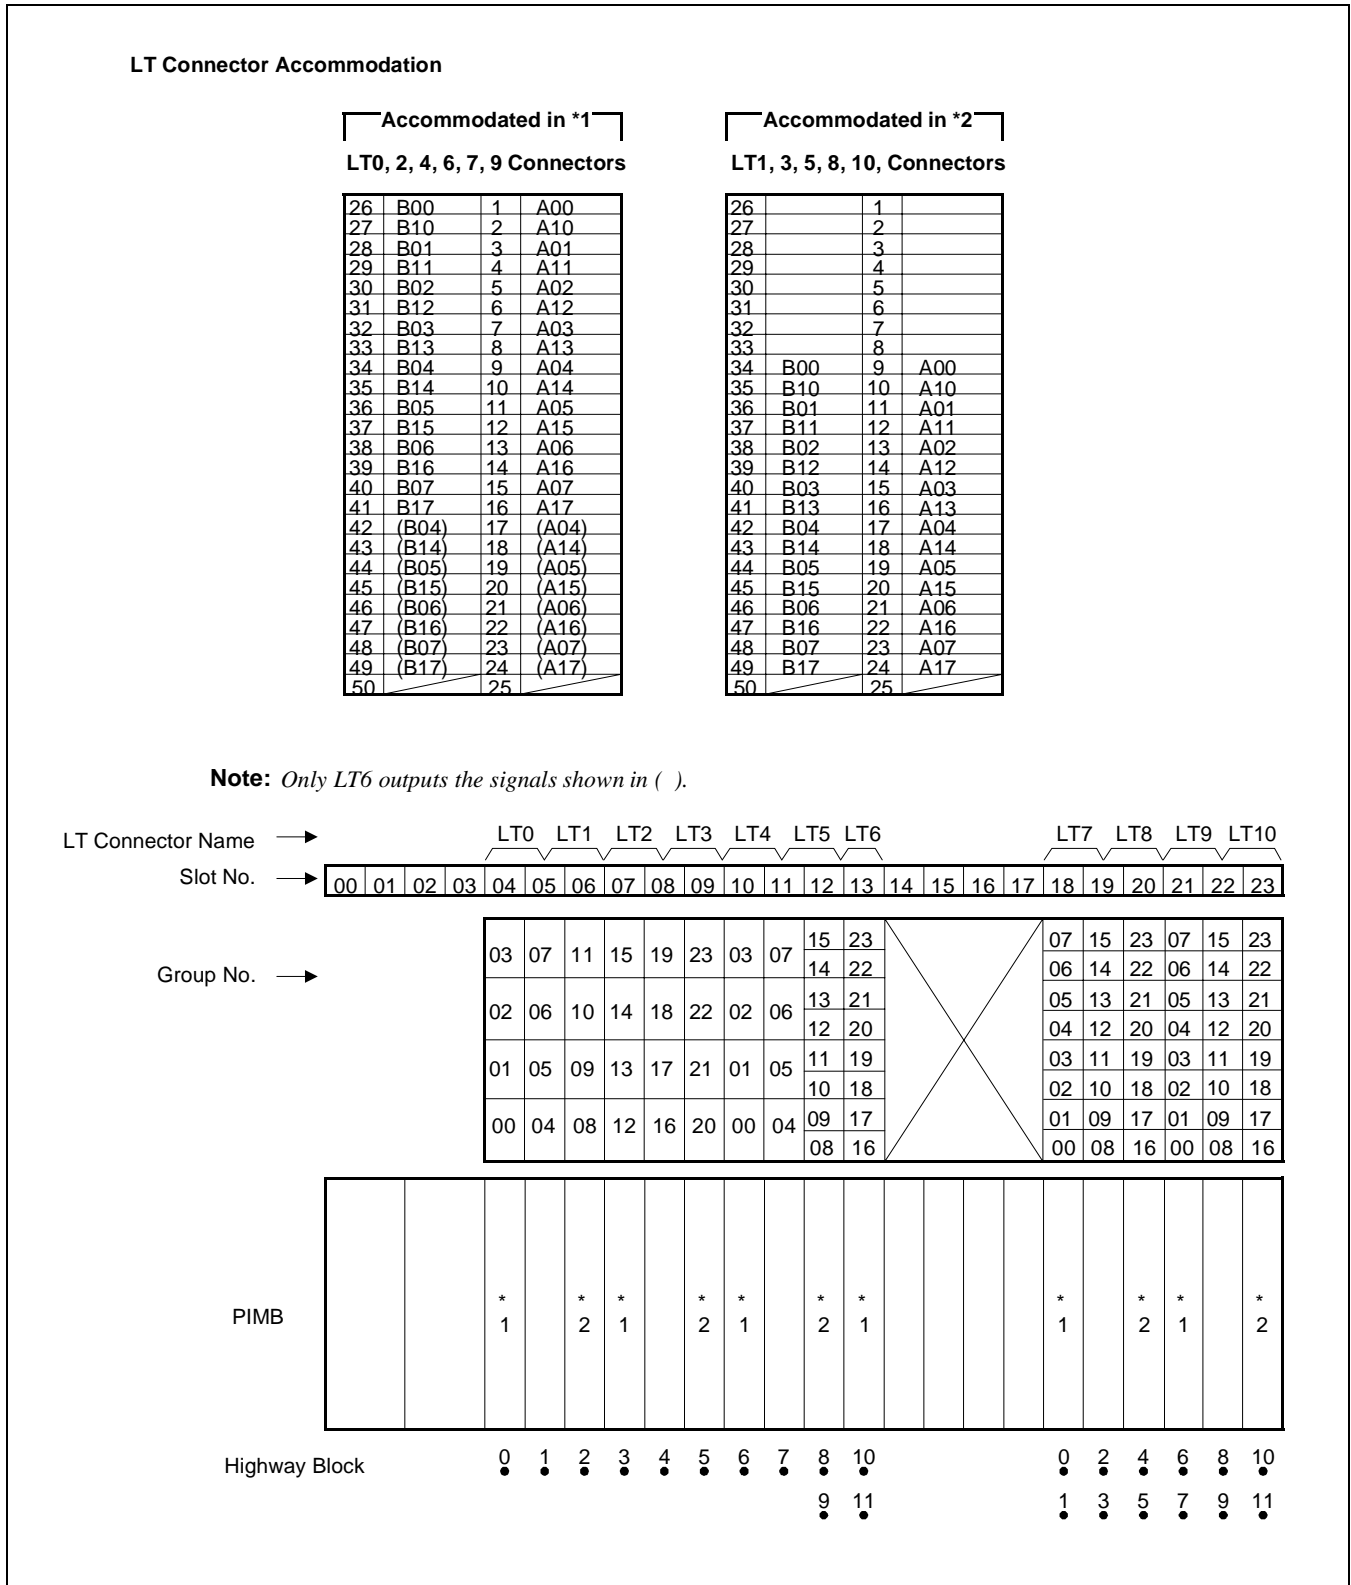 LT Connector Accommodation
Accommodated in *1 Accommodated in *2
LT0, 2, 4, 6, 7, 9 Connectors LT1, 3, 5, 8, 10, Connectors
26 B00 1 A00 26 1
27 B10 2 A10 27 2
28 B01 3 A01 28 3
29 B11 4 A11 29 4
30 B02 5 A02 30 5
31 B12 6 A12 31 6
32 B03 7 A03 32 7
33 B13 8 A13 33 8
34 B04 9 A04 34 B00 9 A00
35 B14 10 A14 35 B10 10 A10
36 B05 11 A05 36 B01 11 A01
37 B15 12 A15 37 B11 12 A11
38 B06 13 A06 38 B02 13 A02
39 B16 14 A16 39 B12 14 A12
40 B07 15 A07 40 B03 15 A03
41 B17 16 A17 41 B13 16 A13
42 (B04) 17 (A04) 42 B04 17 A04
43 (B14) 18 (A14) 43 B14 18 A14
44 (B05) 19 (A05) 44 B05 19 A05
45 (B15) 20 (A15) 45 B15 20 A15
46 (B06) 21 (A06) 46 B06 21 A06
47 (B16) 22 (A16) 47 B16 22 A16
48 (B07) 23 (A07) 48 B07 23 A07
49 (B17) 24 (A17) 49 B17 24 A17
50 25 50 25
Note: Only LT6 outputs the signals shown in ( ).
LT Connector Name LT0 LT1 LT2 LT3 LT4 LT5 LT6 LT7 LT8 LT9 LT10
Slot No. 00 01 02 03 04 05 06 07 08 09 10 11 12 13 14 15 16 17 18 19 20 21 22 23
Group No.
03 07 11 15 19 23 03 07 15 23 07 15 23 07 15 23
14 22 06 14 22 06 14 22
02 06 10 14 18 22 02 06 13 21 05 13 21 05 13 21
12 20 04 12 20 04 12 20
01 05 09 13 17 21 01 05 11 19 03 11 19 03 11 19
10 18 02 10 18 02 10 18
00 04 08 12 16 20 00 04 09 17 01 09 17 01 09 17
08 16 00 08 16 00 08 16
PIMB
* * * * * * * * * * *
1 2 1 2 1 2 1 1 2 1 2
Highway Block 0 1 2 3 4 5 6 7 8 10 0 2 4 6 8 10
9 11 1 3 5 7 9 11